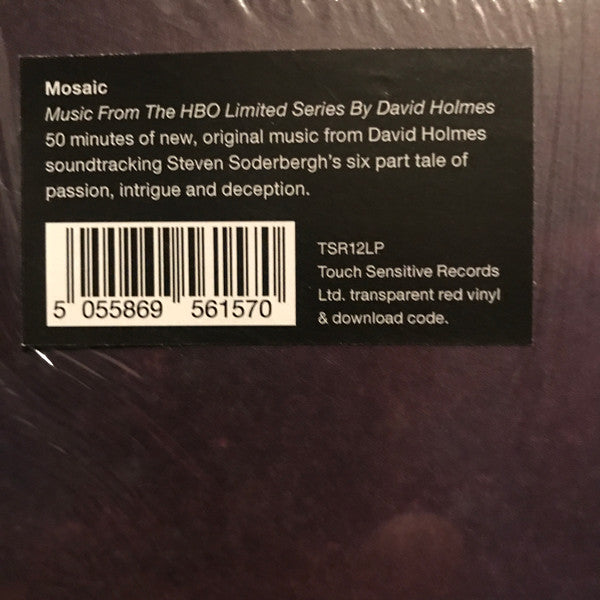 Mosaic
Music From The HBO Limited Series By David Holmes
50 minutes of new, original music from David Holmes
soundtracking Steven Soderbergh's six part tale of
passion, intrigue and deception.
TSR12LP
Touch Sensitive Records
Ltd. transparent red vinyl
& download code.
5 055869 561570